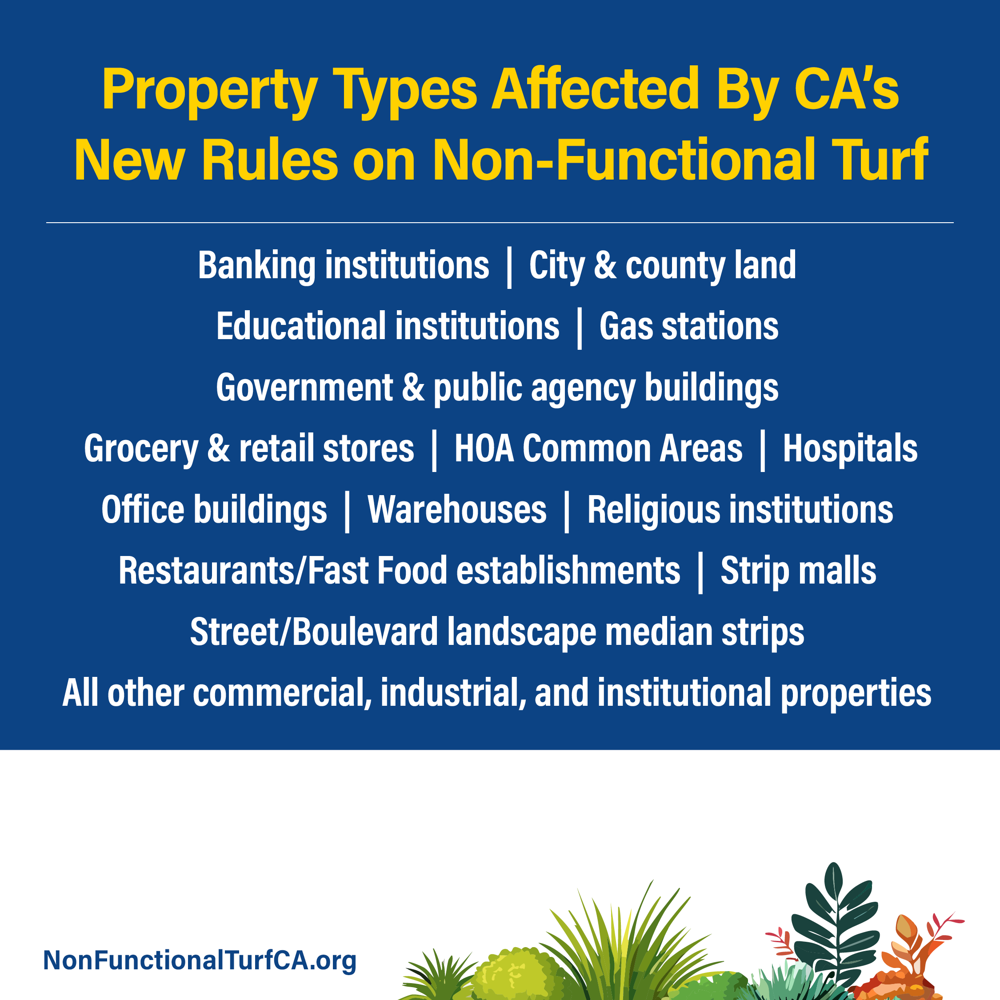 Property Types Affected By CA’s
New Rules on Non-Functional Turf
Banking institutions | City & county land
Educational institutions | Gas stations
Government & public agency buildings
Grocery & retail stores | HOA Common Areas | Hospitals
Office buildings | Warehouses | Religious institutions
Restaurants/Fast Food establishments | Strip malls
Street/Boulevard landscape median strips
All other commercial, industrial, and institutional properties
NonFunctionalTurfCA.org